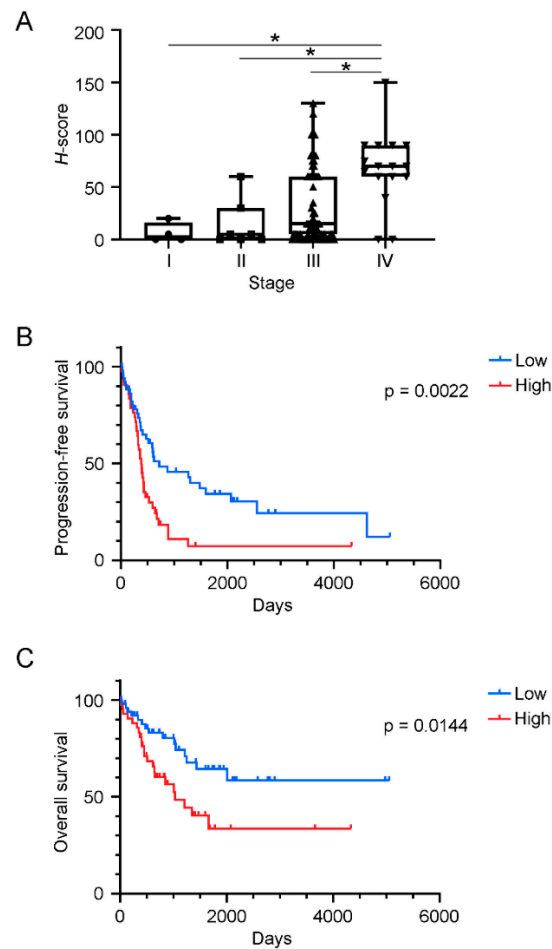 A
200
150
100
50
0
H-score
* 
*
*
I II III IV
Stage
B
100
50
0
Progression-free survival
Low
High
p = 0.0022
0 2000 4000 6000
Days
C
100
50
0
Overall survival
Low
High
p = 0.0144
0 2000 4000 6000
Days